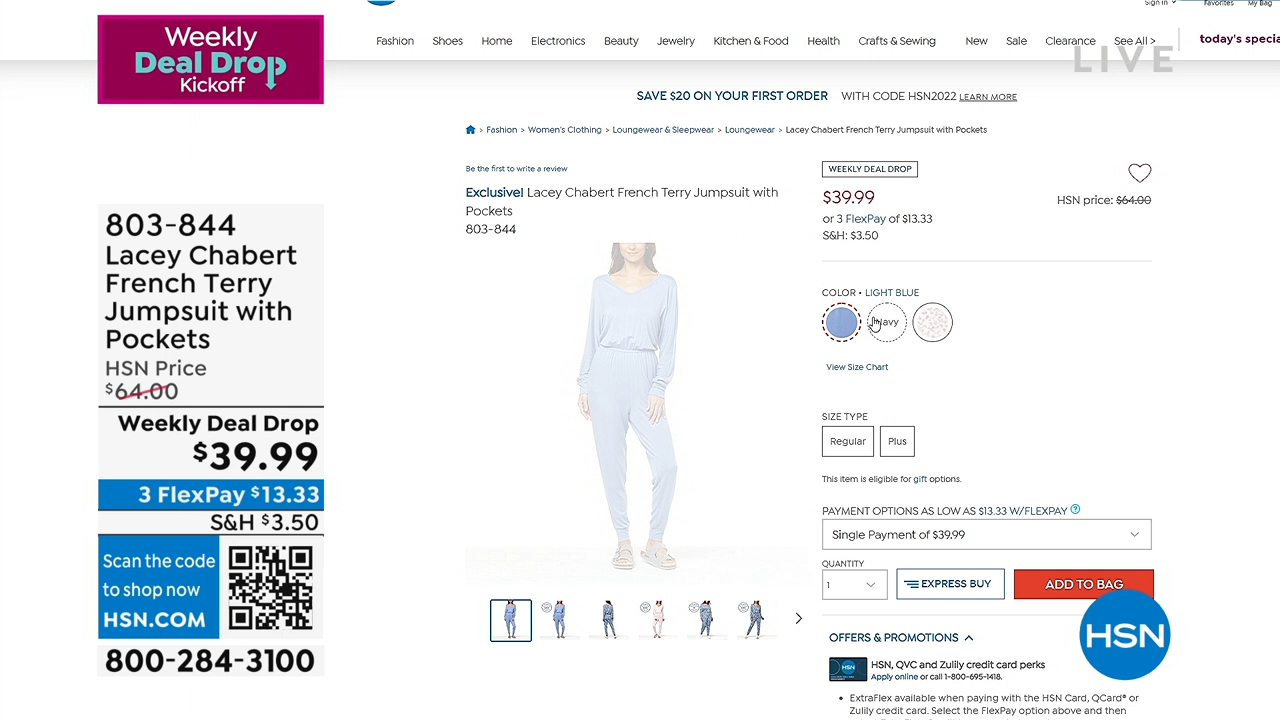 Weekly
Deal Drop
Kickoff
803-844
Lacey Chabert
French Terry
Jumpsuit with
Pockets
HSN Price
$64.00
Weekly Deal Drop
$39.99
3 FlexPay $13.33
S&H $3.50
Scan the code
to shop now
HSN.COM
800-284-3100
Sign In
Favorites
My Bag
Fashion Shoes Home Electronics Beauty Jewelry Kitchen & Food Health Crafts & Sewing New Sale Clearance See All >
today's specia
LIVE
SAVE $20 ON YOUR FIRST ORDER WITH CODE HSN2022 LEARN MORE
> Fashion > Women's Clothing > Loungewear & Sleepwear > Loungewear > Lacey Chabert French Terry Jumpsuit with Pockets
Be the first to write a review
Exclusive! Lacey Chabert French Terry Jumpsuit with
Pockets
803-844
WEEKLY DEAL DROP
$39.99
HSN price: $64.00
or 3 FlexPay of $13.33
S&H: $3.50
COLOR • LIGHT BLUE
Navy
View Size Chart
SIZE TYPE
Regular
Plus
This item is eligible for gift options.
PAYMENT OPTIONS AS LOW AS $13.33 W/FLEXPAY ?
Single Payment of $39.99
QUANTITY
1
EXPRESS BUY
ADD TO BAG
OFFERS & PROMOTIONS
HSN
HSN, QVC and Zulily credit card perks
Apply online or call 1-800-695-1418.
• ExtraFlex available when paying with the HSN Card, QCard® or
Zulily credit card. Select the FlexPay option above and then